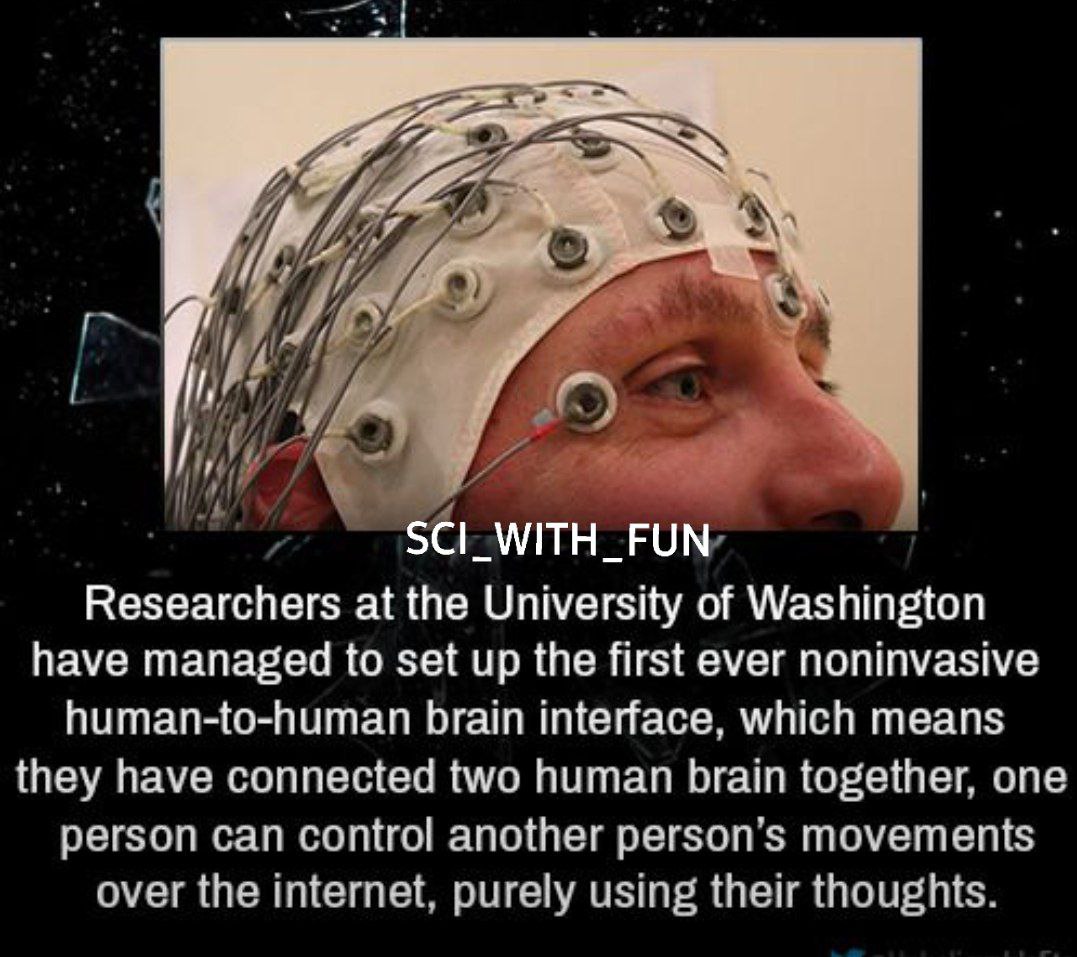 SCI_WITH_FUN
Researchers at the University of Washington
have managed to set up the first ever noninvasive
human-to-human brain interface, which means
they have connected two human brain together, one
person can control another person's movements
over the internet, purely using their thoughts.